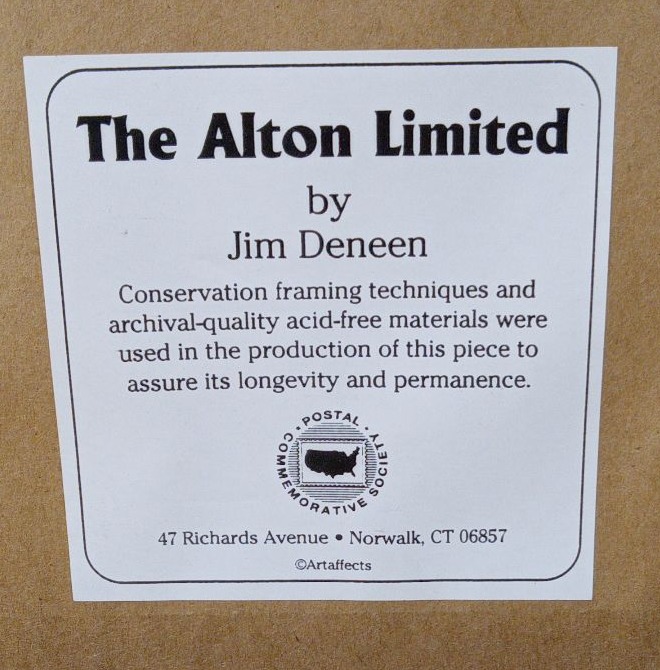 The Alton Limited
by
Jim Deneen
Conservation framing techniques and
archival-quality acid-free materials were
used in the production of this piece to
assure its longevity and permanence.
• POSTAL •
COMMEMORATIVE SOCIETY
47 Richards Avenue • Norwalk, CT 06857
©Artaffects